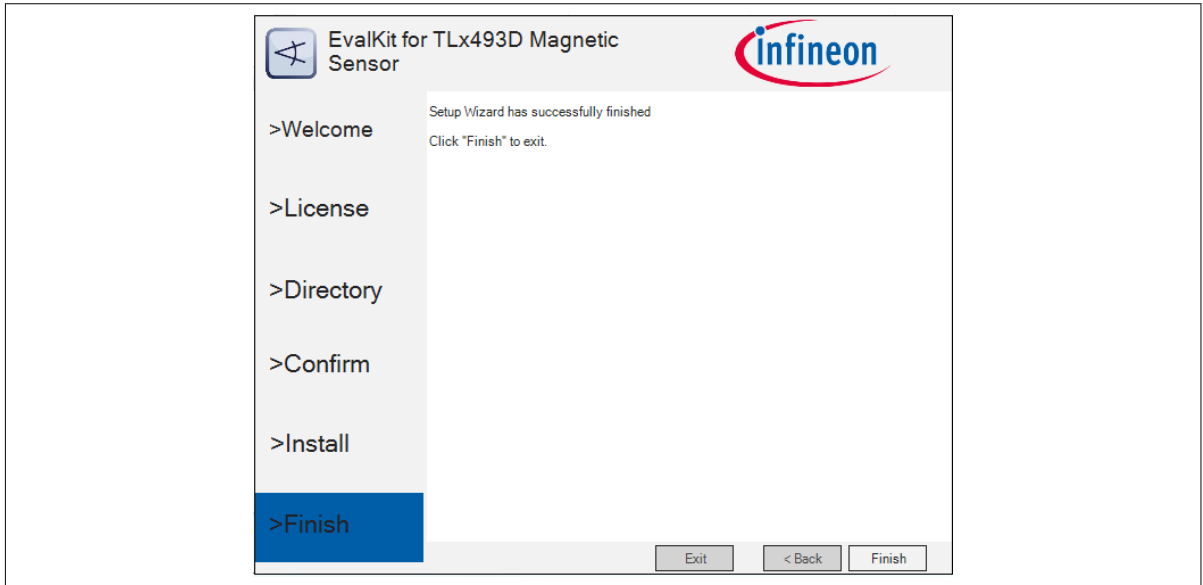 EvalKit for TLx493D Magnetic
Sensor
infineon
>Welcome
Setup Wizard has successfully finished
Click "Finish" to exit.
>License
>Directory
>Confirm
>Install
>Finish
Exit
< Back
Finish